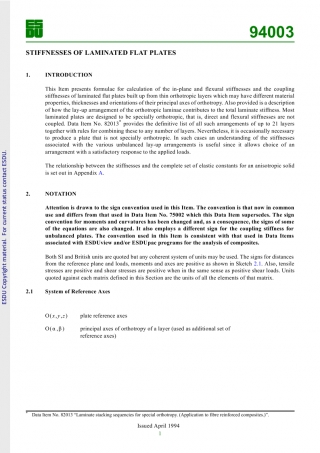 ESDU
94003
STIFFNESSES OF LAMINATED FLAT PLATES
1. INTRODUCTION
This Item presents formulae for calculation of the in-plane and flexural stiffnesses and the coupling
stiffnesses of laminated flat plates built up from thin orthotropic layers which may have different material
properties, thicknesses and orientations of their principal axes of orthotropy. Also provided is a description
of how the lay-up arrangement of the orthotropic laminae contributes to the total laminate stiffness. Most
laminated plates are designed to be specially orthotropic, that is, direct and flexural stiffnesses are not
coupled. Data Item No. 82013* provides the definitive list of all such arrangements of up to 21 layers
together with rules for combining these to any number of layers. Nevertheless, it is occasionally necessary
to produce a plate that is not specially orthotropic. In such cases an understanding of the stiffnesses
associated with the various unbalanced lay-up arrangements is useful since it allows choice of an
arrangement with a satisfactory response to the applied loads.
The relationship between the stiffnesses and the complete set of elastic constants for an anisotropic solid
is set out in Appendix A.
2. NOTATION
Attention is drawn to the sign convention used in this Item. The convention is that now in common
use and differs from that used in Data Item No. 75002 which this Data Item supersedes. The sign
convention for moments and curvatures has been changed and, as a consequence, the signs of some
of the equations are also changed. It also employs a different sign for the coupling stiffness for
unbalanced plates. The convention used in this Item is consistent with that used in Data Items
associated with ESDUview and/or ESDUpac programs for the analysis of composites.
Both SI and British units are quoted but any coherent system of units may be used. The signs for distances
from the reference plane and loads, moments and axes are positive as shown in Sketch 2.1. Also, tensile
stresses are positive and shear stresses are positive when in the same sense as positive shear loads. Units
quoted against each matrix defined in this Section are the units of all the elements of that matrix.
2.1 System of Reference Axes
O(x,y,z) plate reference axes
O(α,β) principal axes of orthotropy of a layer (used as additional set of
reference axes)
* Data Item No. 82013 "Laminate stacking sequences for special orthotropy. (Application to fibre reinforced composites.)".
Issued April 1994
1
ESDU Copyright material. For current status contact ESDU.